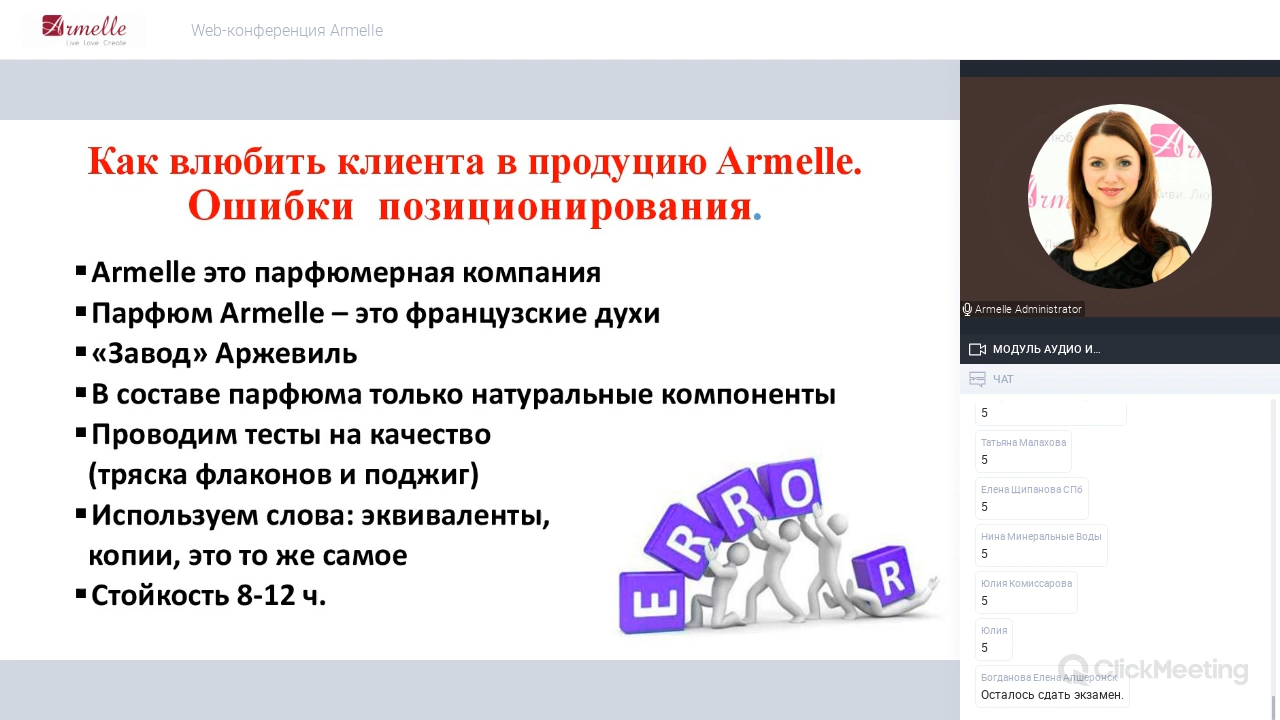 Armelle
Live Love Create
Web-конференция Armelle
Как влюбить клиента в продуцию Armelle.
Ошибки позиционирования.
Armelle это парфюмерная компания
Парфюм Armelle – это французские духи
«Завод» Аржевиль
В составе парфюма только натуральные компоненты
Проводим тесты на качество
(тряска флаконов и поджиг)
Используем слова: эквиваленты,
копии, это то же самое
Стойкость 8-12 ч.
E R R O R
Armelle Administrator
МОДУЛЬ АУДИО И...
ЧАТ
5
Татьяна Малахова
5
Елена Щипанова СПб
5
Нина Минеральные Воды
5
Юлия Комиссарова
5
Юлия
5
Богданова Елена Апшеронск
Осталось сдать экзамен.
ClickMeeting